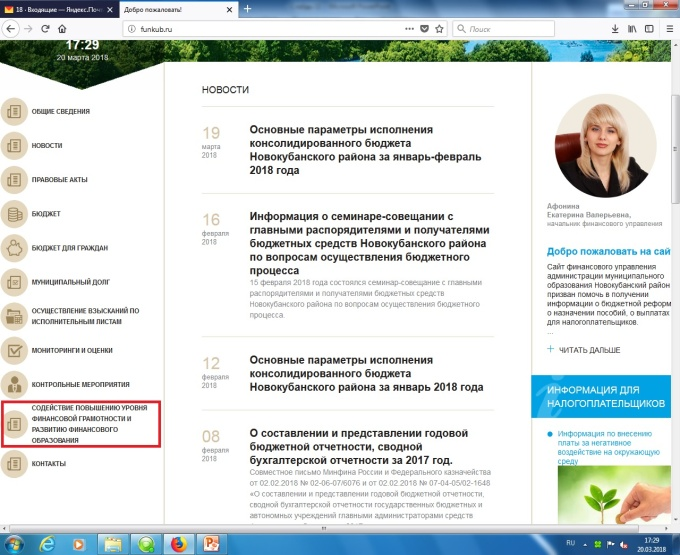 18 · Входящие — Яндекс.Поч
Добро пожаловать!
funkub.ru
Поиск
17:29
20 марта 2018
ОБЩИЕ СВЕДЕНИЯ
НОВОСТИ
ПРАВОВЫЕ АКТЫ
БЮДЖЕТ
БЮДЖЕТ ДЛЯ ГРАЖДАН
МУНИЦИПАЛЬНЫЙ ДОЛГ
ОСУЩЕСТВЛЕНИЕ ВЗЫСКАНИЙ ПО
ИСПОЛНИТЕЛЬНЫМ ЛИСТАМ
МОНИТОРИНГИ И ОЦЕНКИ
КОНТРОЛЬНЫЕ МЕРОПРИЯТИЯ
СОДЕЙСТВИЕ ПОВЫШЕНИЮ УРОВНЯ
ФИНАНСОВОЙ ГРАМОТНОСТИ И
РАЗВИТИЮ ФИНАНСОВОГО
ОБРАЗОВАНИЯ
КОНТАКТЫ
НОВОСТИ
19
марта
2018
Основные параметры исполнения
консолидированного бюджета
Новокубанского района за январь-февраль
2018 года
16
февраля
2018
Информация о семинаре-совещании с
главными распорядителями и получателями
бюджетных средств Новокубанского района
по вопросам осуществления бюджетного
процесса
15 февраля 2018 года состоялся семинар-совещание с
главными распорядителями и получателями бюджетных средств
Новокубанского района по вопросам осуществления бюджетного
процесса.
12
февраля
2018
Основные параметры исполнения
консолидированного бюджета
Новокубанского района за январь 2018 года
08
февраля
2018
О составлении и представлении годовой
бюджетной отчетности, сводной
бухгалтерской отчетности за 2017 год.
Совместное письмо Минфина России и Федерального казначейства
от 02.02.2018 № 02-06-07/6076 и от 02.02.2018 № 07-04-05/02-1648
«О составлении и представлении годовой бюджетной отчетности,
сводной бухгалтерской отчетности государственных бюджетных и
автономных учреждений главными администраторами средств
Афонина
Екатерина Валерьевна,
начальник финансового управления
Добро пожаловать на сай
Сайт финансового управления
администрации муниципального
образования Новокубанский район
призван помочь в получении
информации о бюджетной реформ
о назначении пособий, о выплатах
для налогоплательщиков.
...
ЧИТАТЬ ДАЛЬШЕ
ИНФОРМАЦИЯ ДЛЯ
НАЛОГОПЛАТЕЛЬЩИКОВ
Информация по внесению
платы за негативное
воздействие на окружающую
среду
RU
17:29
20.03.2018